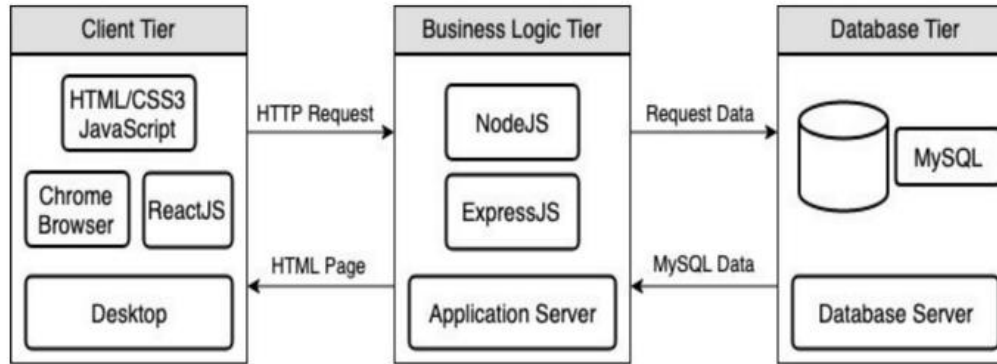 Client Tier
HTML/CSS3
JavaScript
Chrome
Browser
ReactJS
Desktop
HTTP Request
HTML Page
Business Logic Tier
NodeJS
ExpressJS
Application Server
Request Data
MySQL Data
Database Tier
MySQL
Database Server